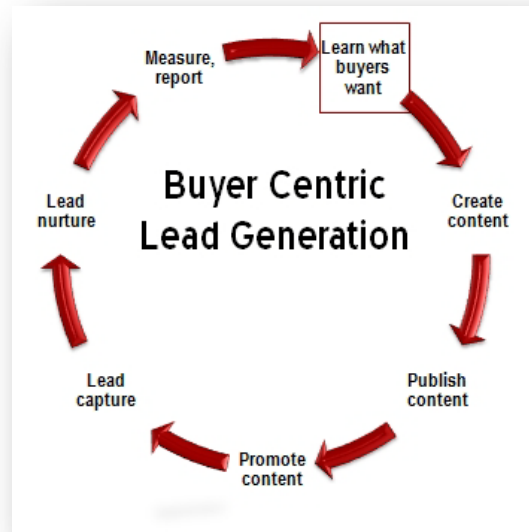 Buyer Centric
Lead Generation
Learn what
buyers
want
Create
content
Publish
content
Promote
content
Lead
capture
Lead
nurture
Measure,
report